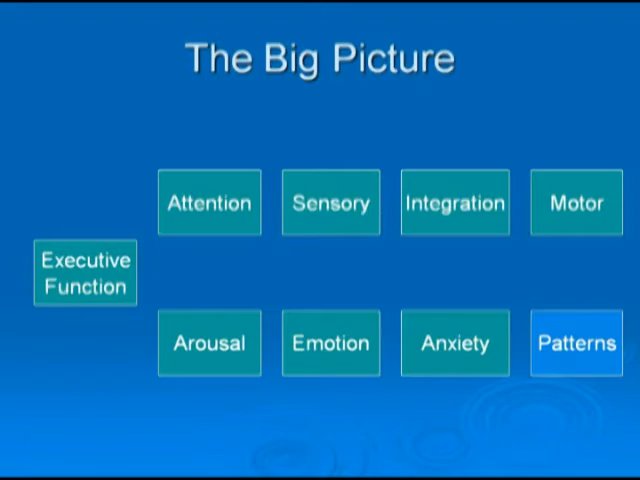 The Big Picture
Attention
Sensory
Integration
Motor
Executive
Function
Arousal
Emotion
Anxiety
Patterns